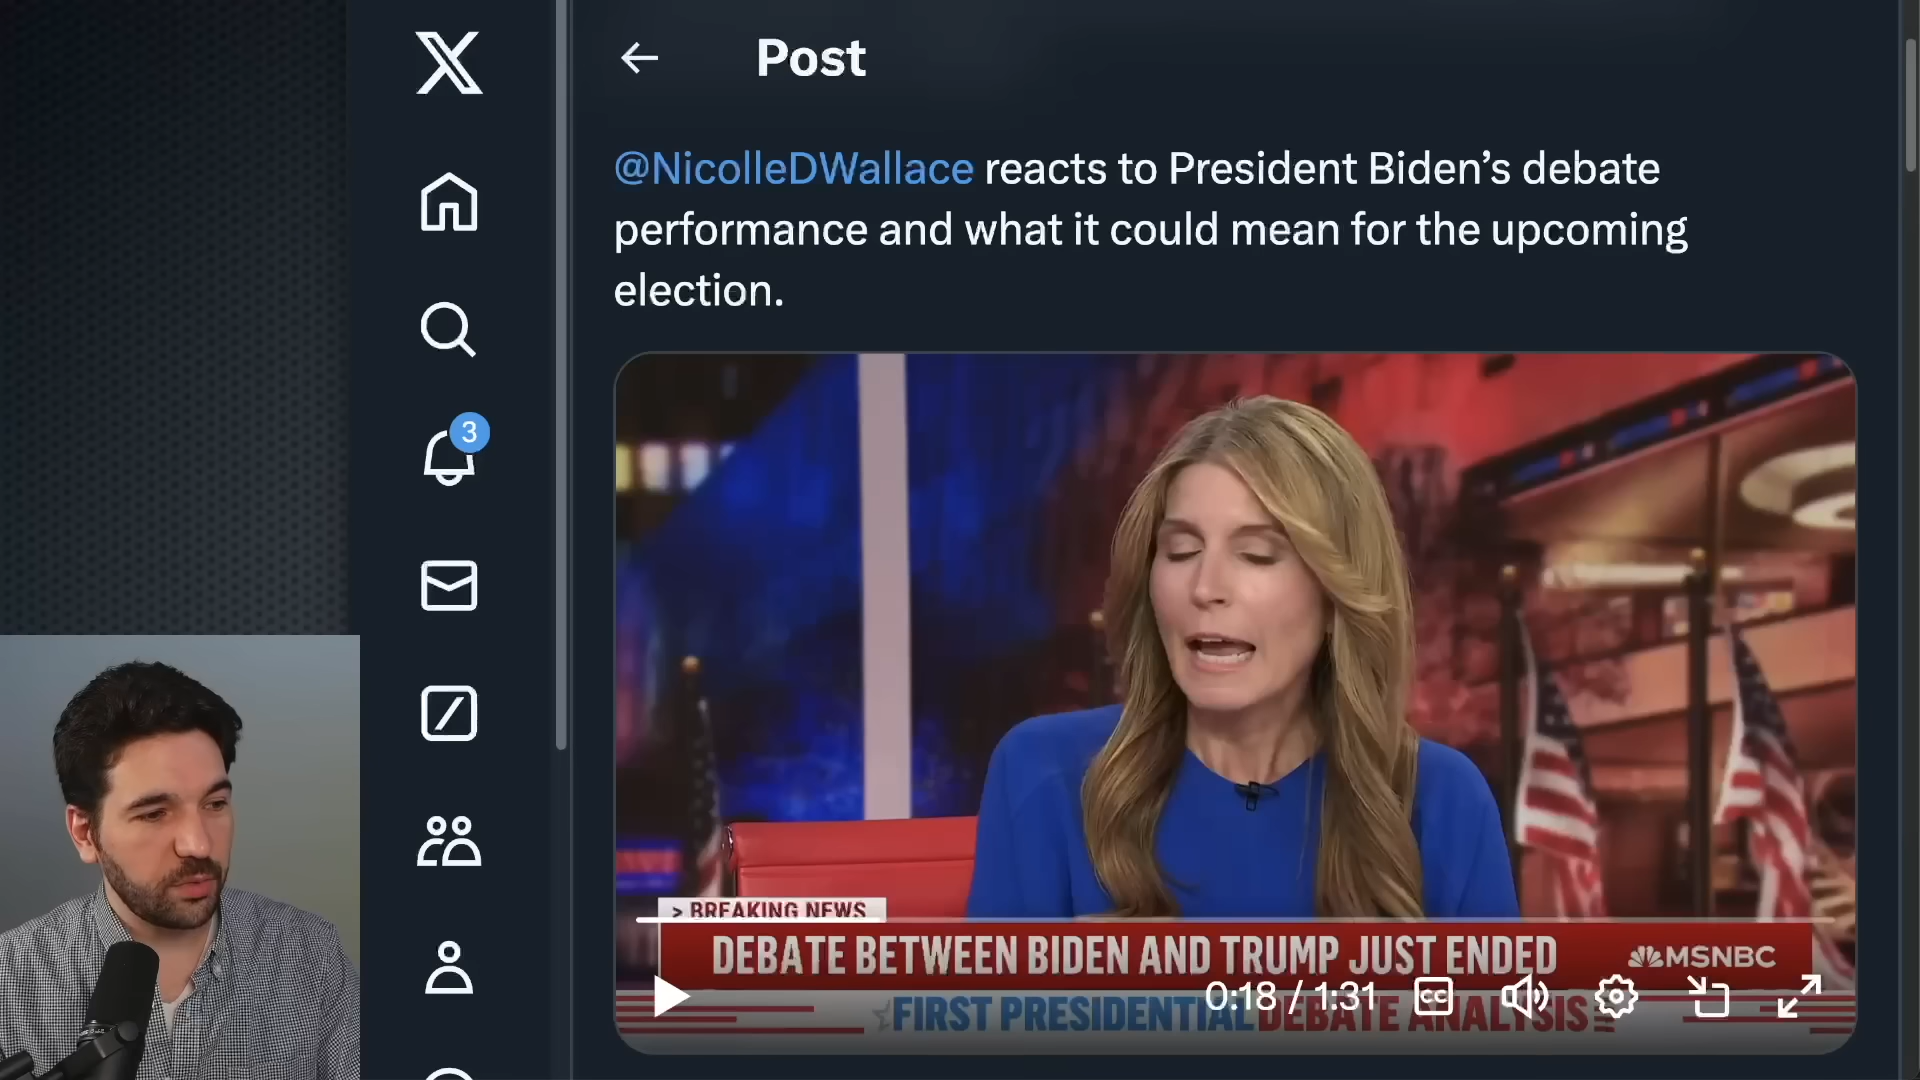 Post
@NicolleDWallace reacts to President Biden’s debate
performance and what it could mean for the upcoming
election.
3
> BREAKING NEWS
DEBATE BETWEEN BIDEN AND TRUMP JUST ENDED
MSNBC
0:18 / 1:31
CC
FIRST PRESIDENTIAL DEBATE ANALYSIS